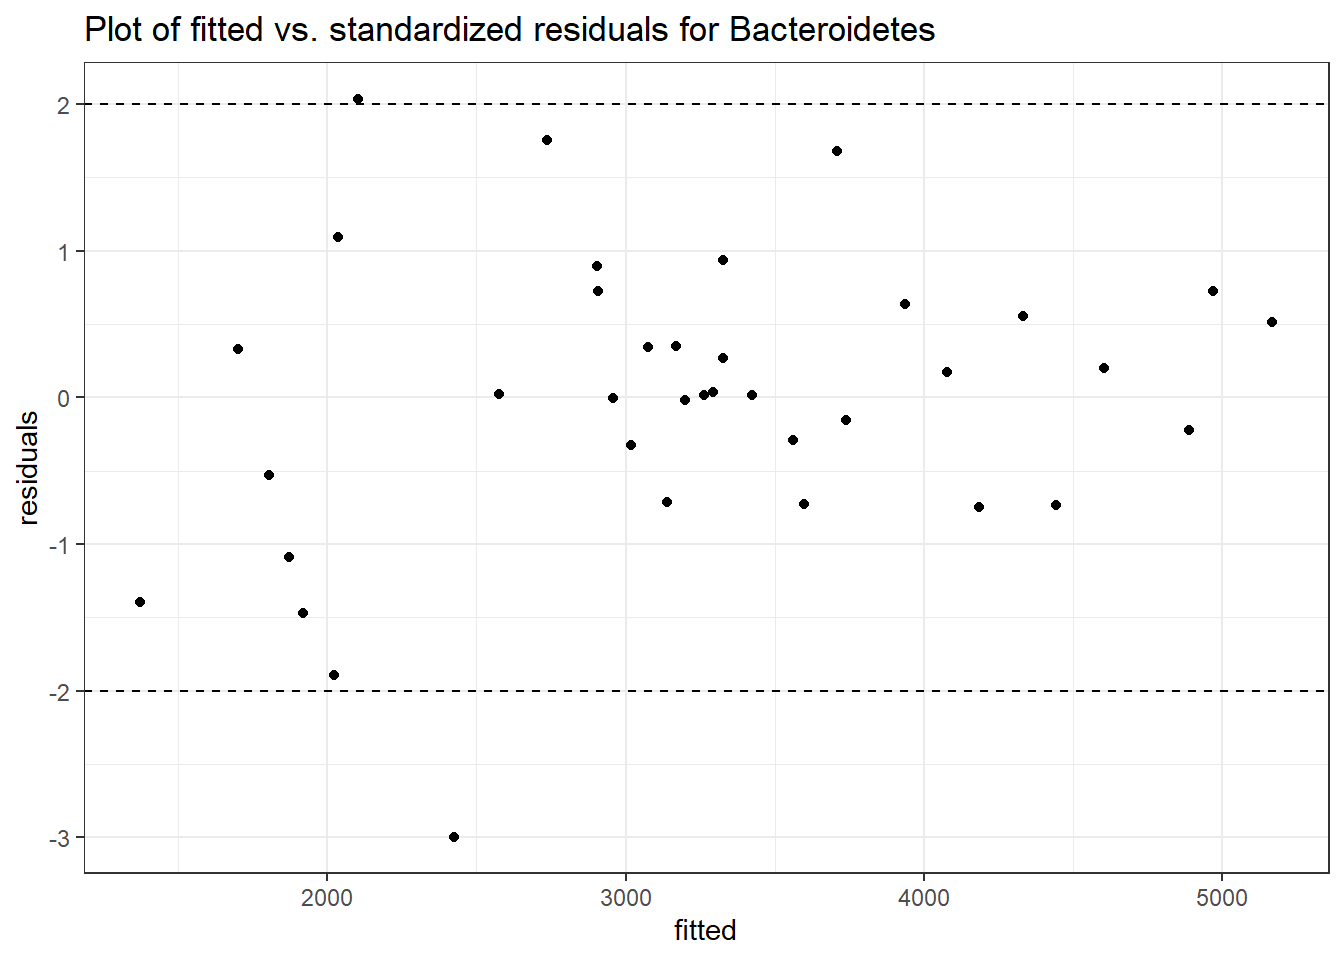 Plot of fitted vs. standardized residuals for Bacteroidetes
2
1
0
-1
-2
-3
residuals
2000 3000 4000 5000
fitted